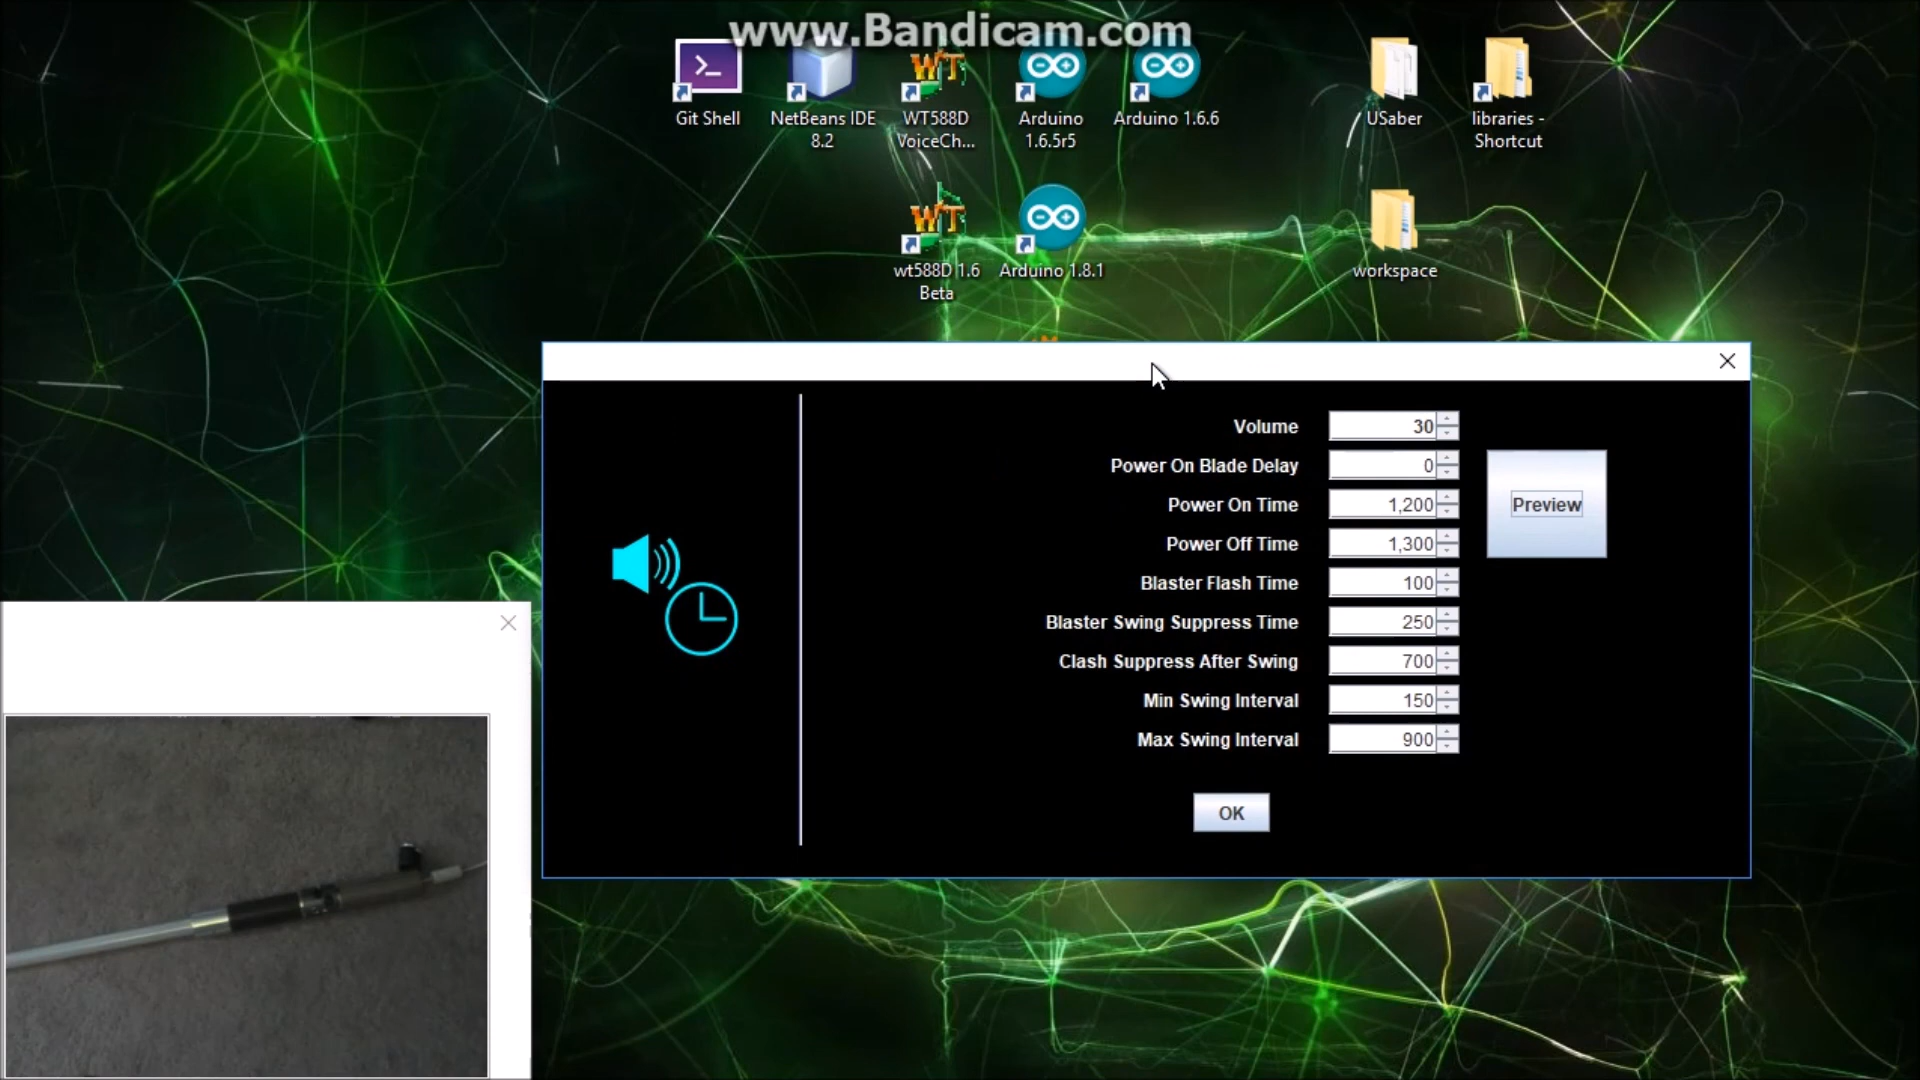 www.Bandicam.com
Git Shell
NetBeans IDE
8.2
WT588D
VoiceCh...
Arduino
1.6.5r5
Arduino 1.6.6
USaber
libraries -
Shortcut
wt588D 1.6
Beta
Arduino 1.8.1
workspace
Volume 30
Power On Blade Delay 0
Power On Time 1,200
Preview
Power Off Time 1,300
Blaster Flash Time 100
Blaster Swing Suppress Time 250
Clash Suppress After Swing 700
Min Swing Interval 150
Max Swing Interval 900
OK